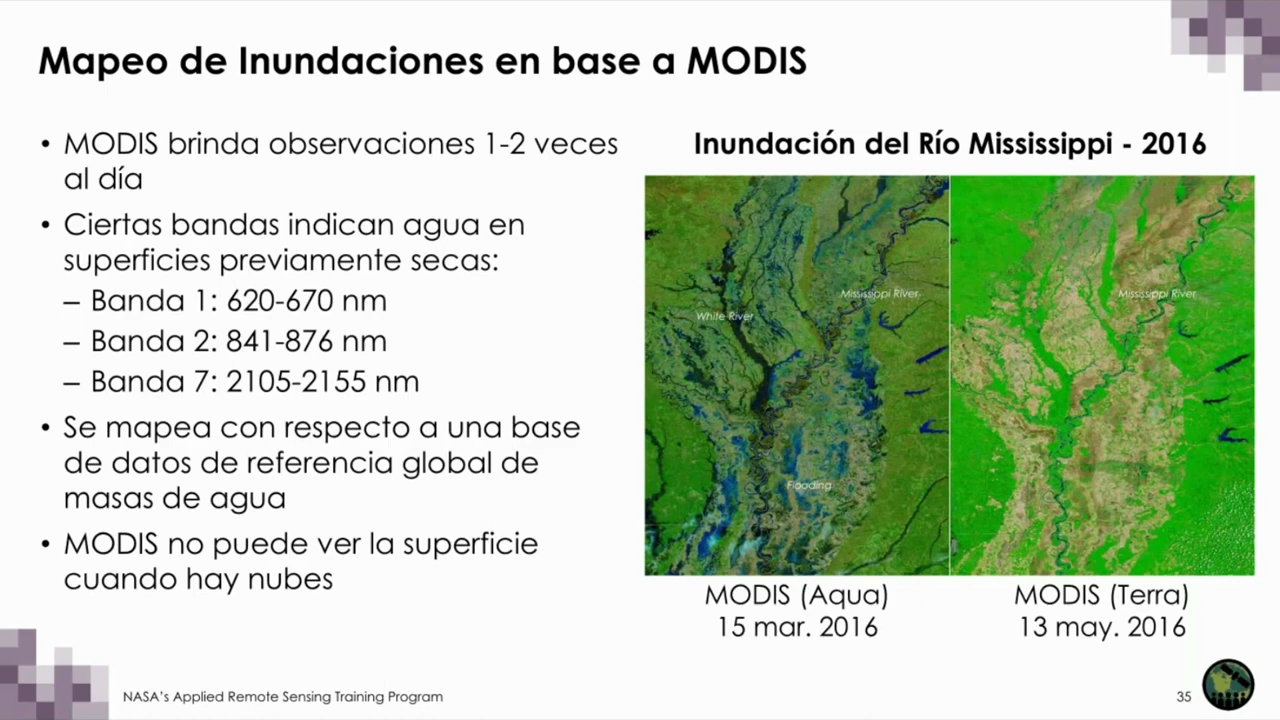 Mapeo de Inundaciones en base a MODIS
• MODIS brinda observaciones 1-2 veces
al día
• Ciertas bandas indican agua en
superficies previamente secas:
– Banda 1: 620-670 nm
– Banda 2: 841-876 nm
– Banda 7: 2105-2155 nm
• Se mapea con respecto a una base
de datos de referencia global de
masas de agua
• MODIS no puede ver la superficie
cuando hay nubes
Inundación del Río Mississippi - 2016
Mississippi River
White River
Flooding
Mississippi River
MODIS (Aqua)
15 mar. 2016
MODIS (Terra)
13 may. 2016
NASA's Applied Remote Sensing Training Program
35